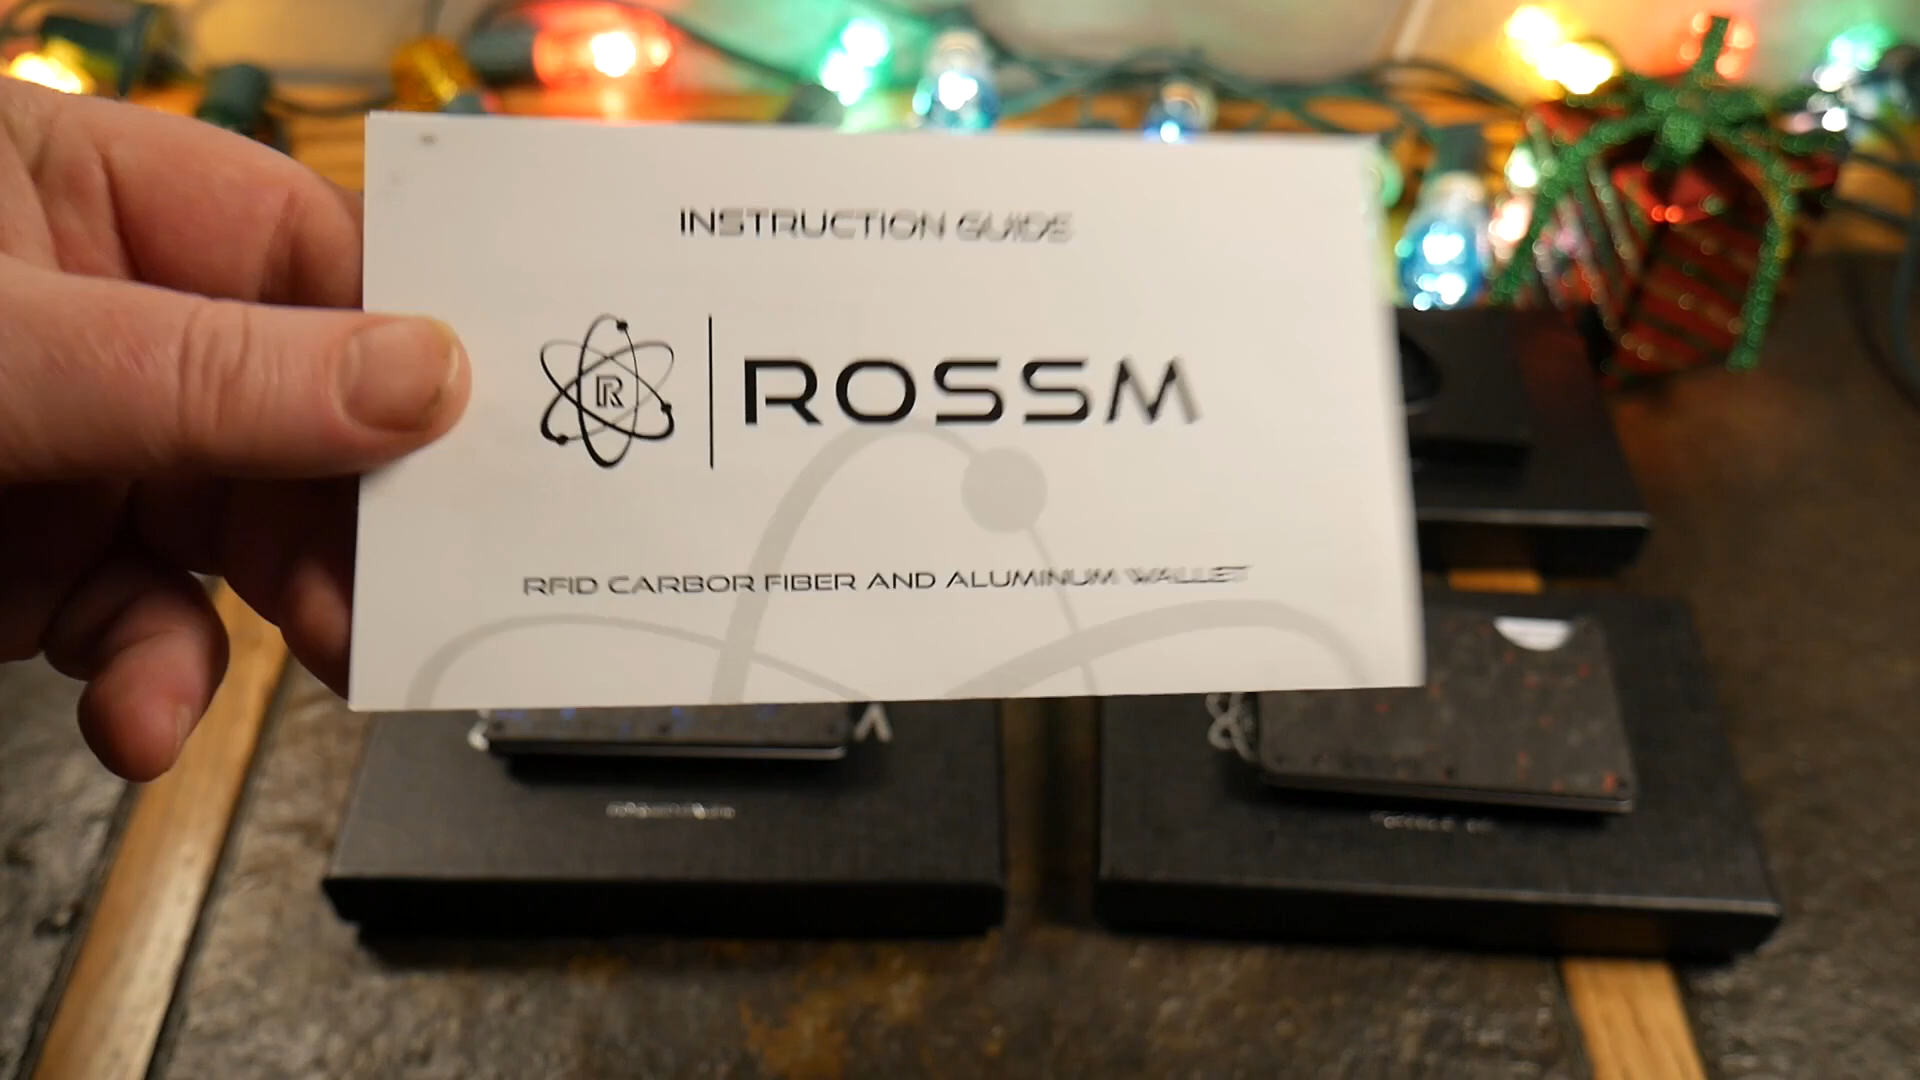 INSTRUCTION GUIDE
R
ROSSM
RFID CARBOR FIBER AND ALUMINUM WALLET